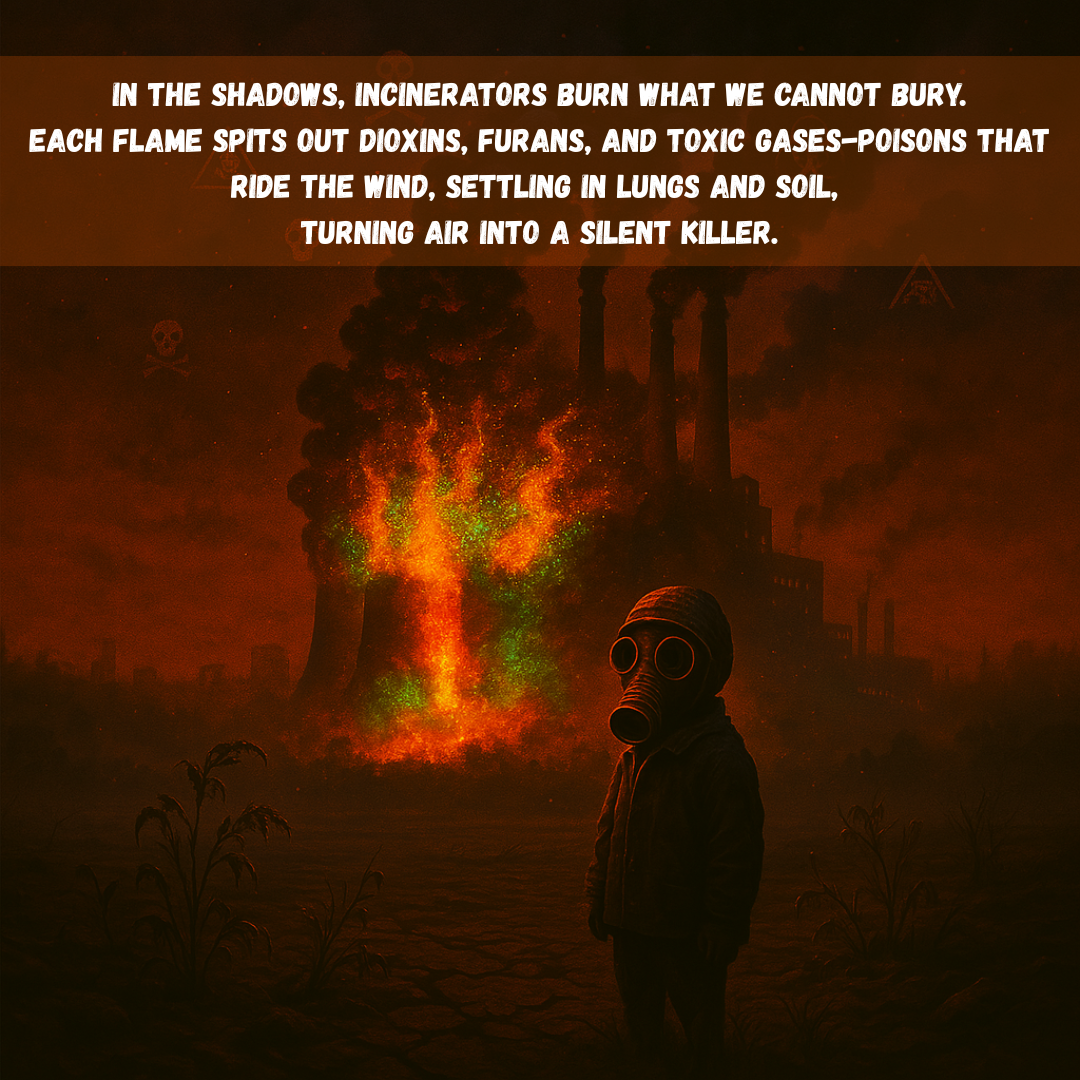 IN THE SHADOWS, INCINERATORS BURN WHAT WE CANNOT BURY.
EACH FLAME SPITS OUT DIOXINS, FURANS, AND TOXIC GASES-POISONS THAT
RIDE THE WIND, SETTLING IN LUNGS AND SOIL,
TURNING AIR INTO A SILENT KILLER.